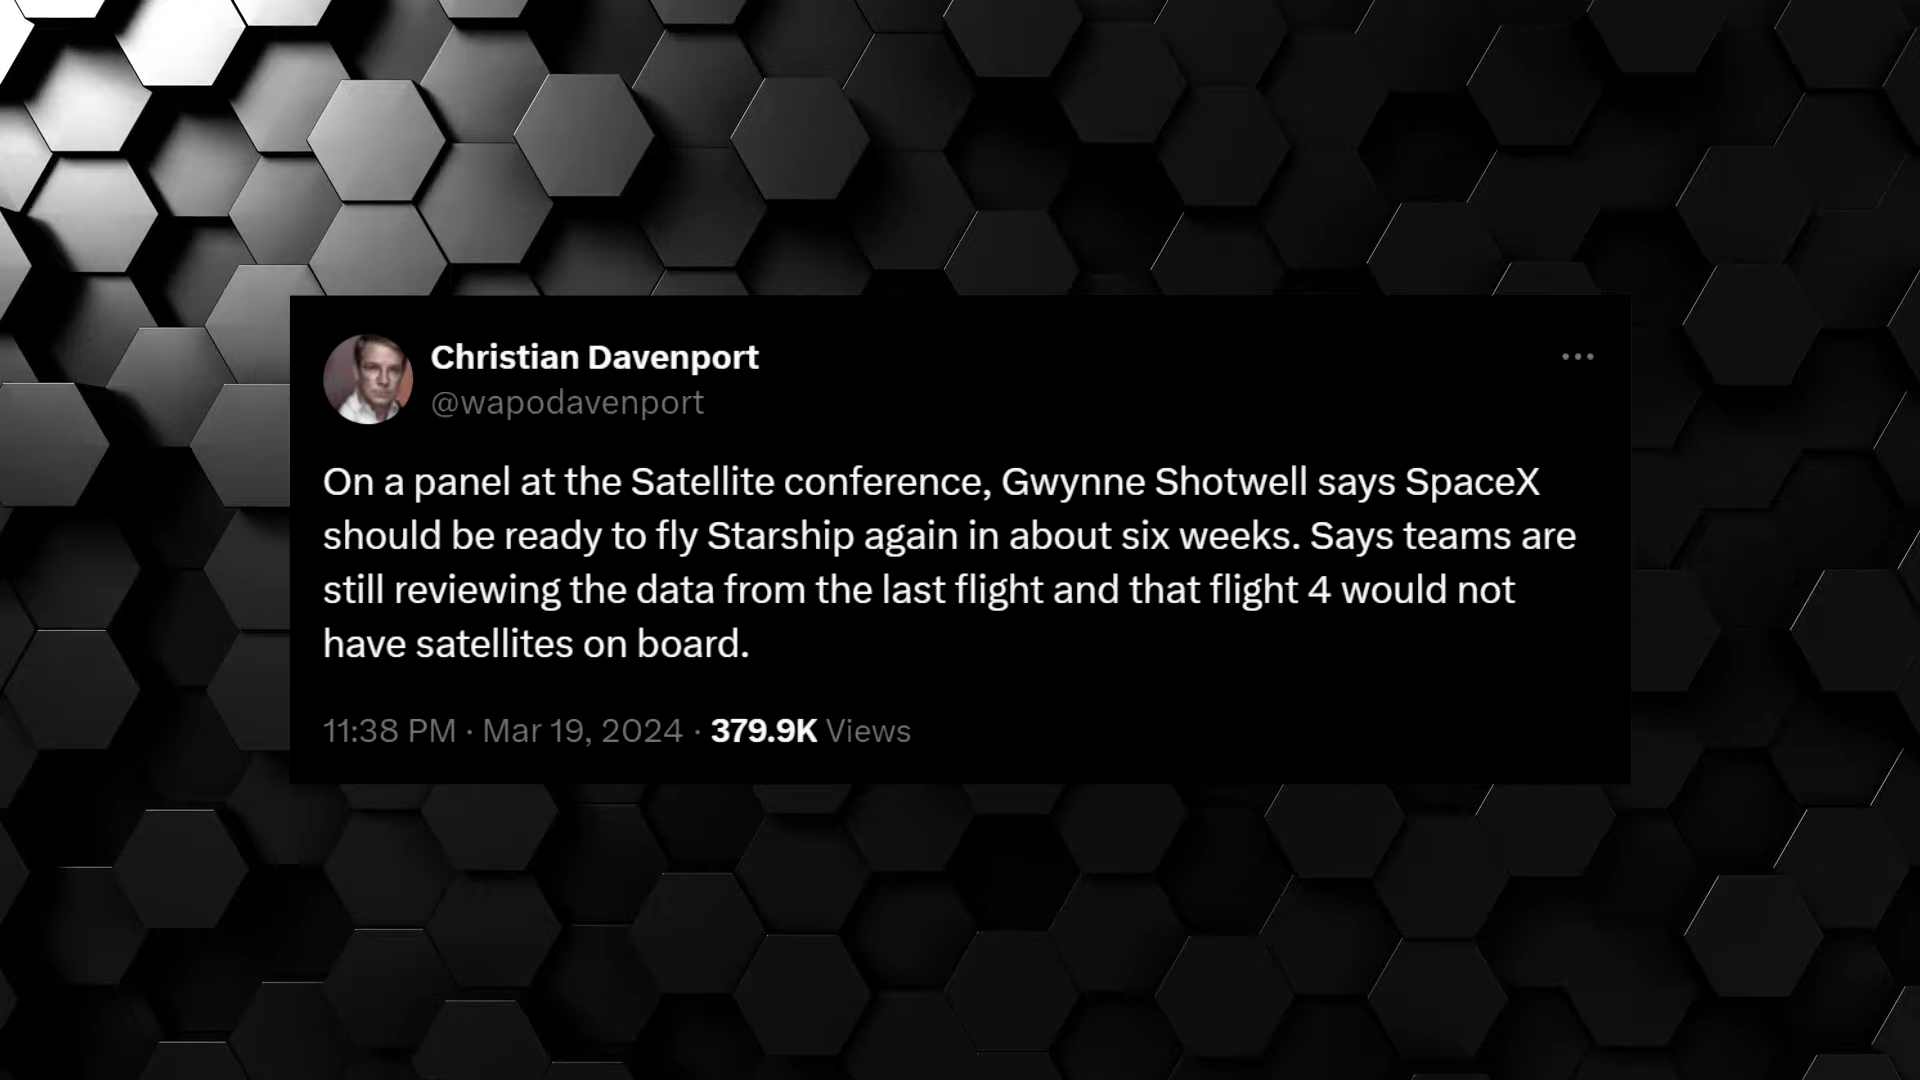 Christian Davenport
@wapodavenport
On a panel at the Satellite conference, Gwynne Shotwell says SpaceX
should be ready to fly Starship again in about six weeks. Says teams are
still reviewing the data from the last flight and that flight 4 would not
have satellites on board.
11:38 PM · Mar 19, 2024 · 379.9K Views